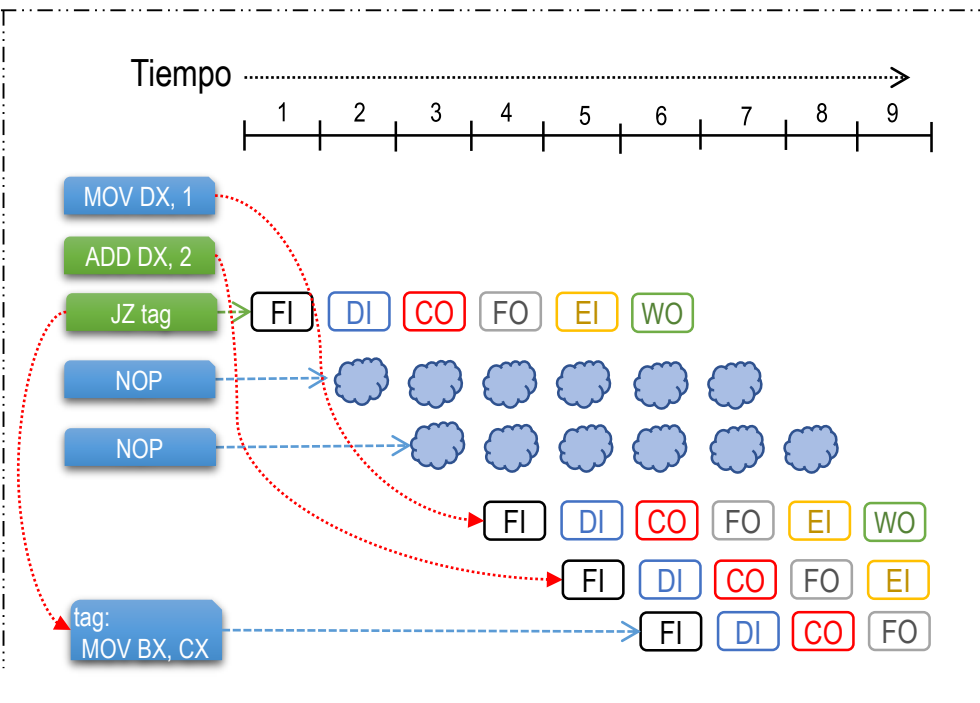 Tiempo
1 2 3 4 5 6 7 8 9
MOV DX, 1
ADD DX, 2
JZ tag FI DI CO FO EI WO
NOP
NOP
FI DI CO FO EI WO
FI DI CO FO EI
tag:
MOV BX, CX
FI DI CO FO